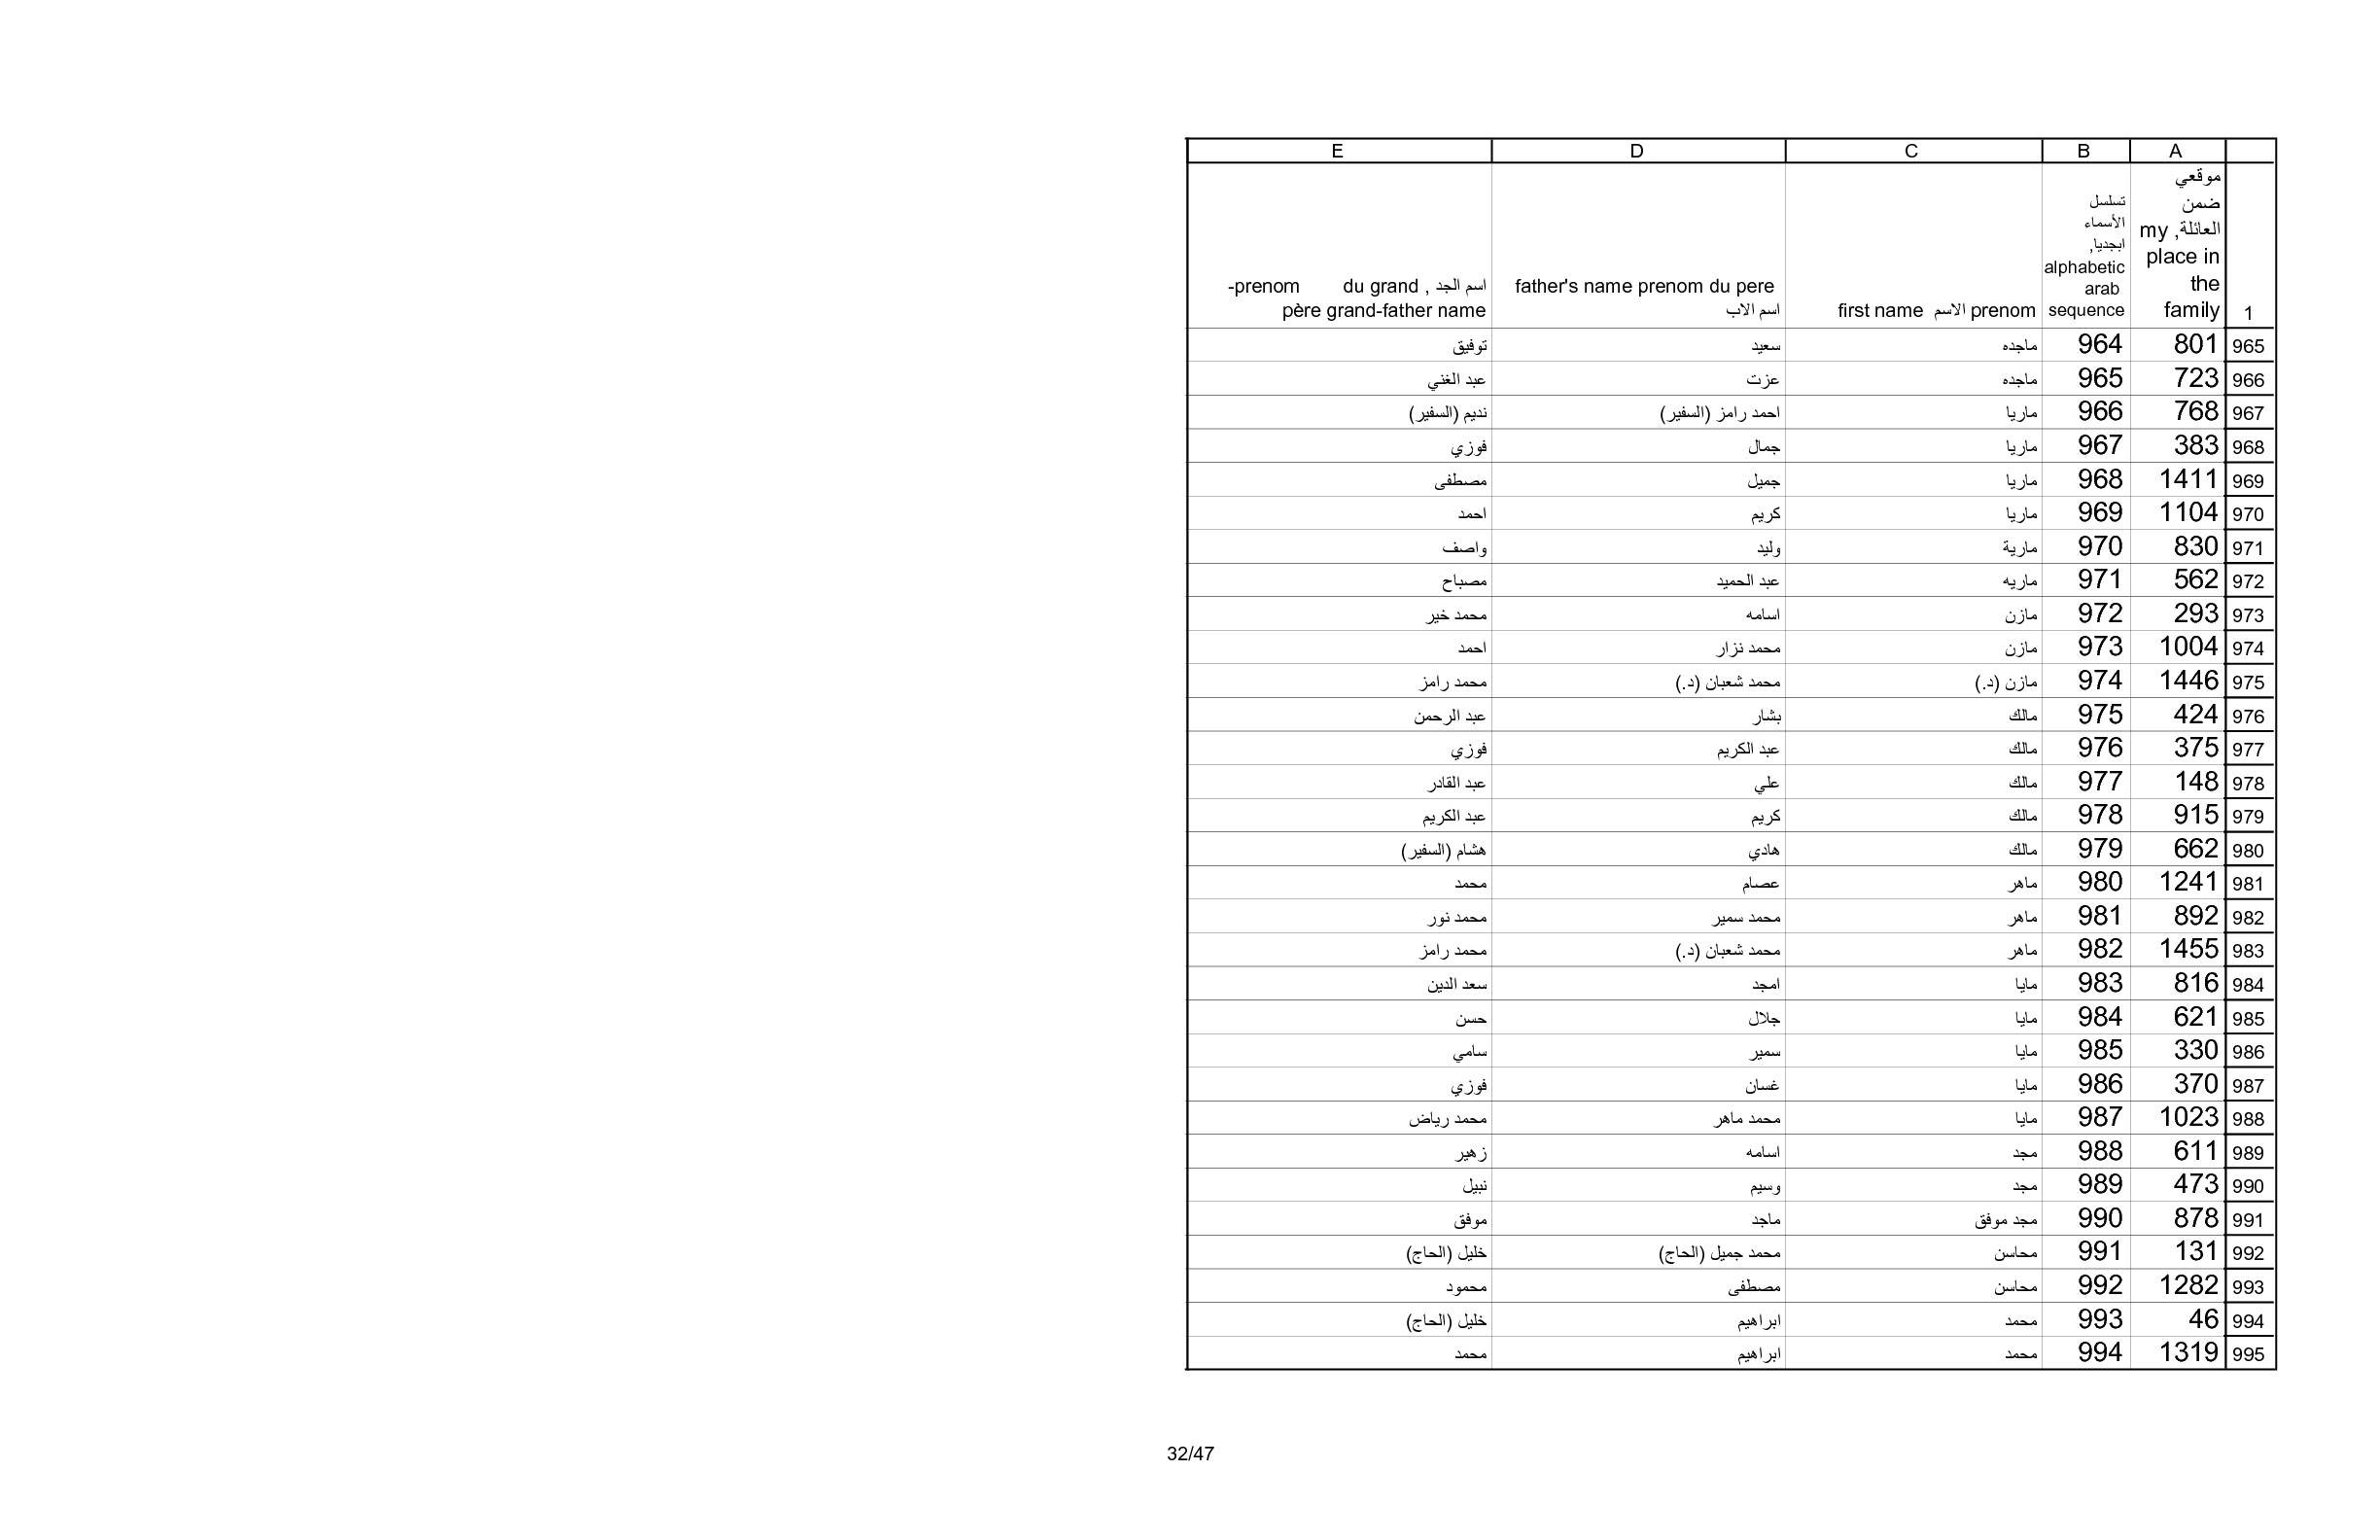 A B C D E
1 موقعي ضمن العائلة, my place in the family تسلسل الأسماء ابجديا, alphabetic arab sequence first name الاسم prenom father's name prenom du pere اسم الاب اسم الجد , du grand -prenom père grand-father name
965 801 964 ماجده سعيد توفيق
966 723 965 ماجده عزت عبد الغني
967 768 966 ماريا احمد رامز (السفير) نديم (السفير)
968 383 967 ماريا جمال فوزي
969 1411 968 ماريا جميل مصطفى
970 1104 969 ماريا كريم احمد
971 830 970 مارية وليد واصف
972 562 971 ماريه عبد الحميد مصباح
973 293 972 مازن اسامه محمد خير
974 1004 973 مازن محمد نزار احمد
975 1446 974 مازن (د.) محمد شعبان (د.) محمد رامز
976 424 975 مالك بشار عبد الرحمن
977 375 976 مالك عبد الكريم فوزي
978 148 977 مالك علي عبد القادر
979 915 978 مالك كريم عبد الكريم
980 662 979 مالك هادي هشام (السفير)
981 1241 980 ماهر عصام محمد
982 892 981 ماهر محمد سمير محمد نور
983 1455 982 ماهر محمد شعبان (د.) محمد رامز
984 816 983 مايا امجد سعد الدين
985 621 984 مايا جلال حسن
986 330 985 مايا سمير سامي
987 370 986 مايا غسان فوزي
988 1023 987 مايا محمد ماهر محمد رياض
989 611 988 مجد اسامه زهير
990 473 989 مجد وسيم نبيل
991 878 990 مجد موفق ماجد موفق
992 131 991 محاسن محمد جميل (الحاج) خليل (الحاج)
993 1282 992 محاسن مصطفى محمود
994 46 993 محمد ابراهيم خليل (الحاج)
995 1319 994 محمد ابراهيم محمد
32/47